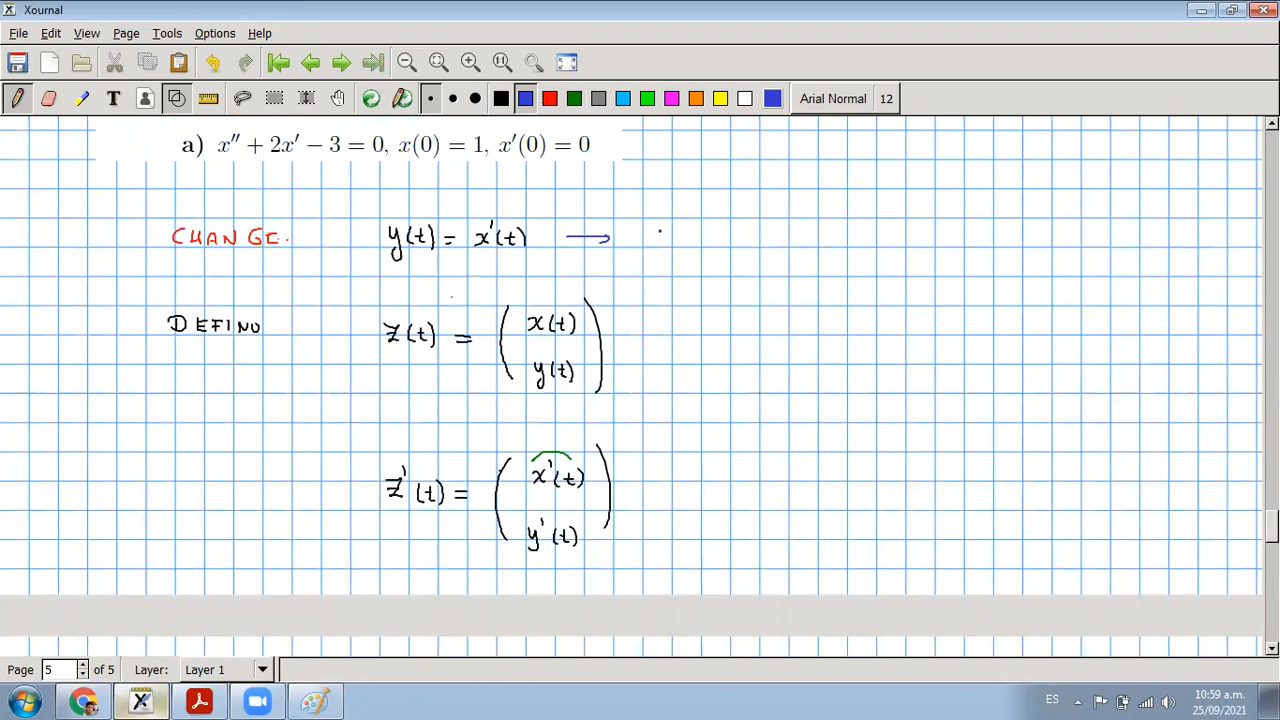 Xournal
File Edit View Page Tools Options Help
Arial Normal 12
a) x″ + 2x′ − 3 = 0, x(0) = 1, x′(0) = 0
CHANGE. y(t) = x'(t) →
DEFINO z(t) = ( x(t)
y(t) )
z'(t) = ( x'(t)
y'(t) )
Page 5 of 5 Layer: Layer 1
ES 10:59 a.m.
25/09/2021